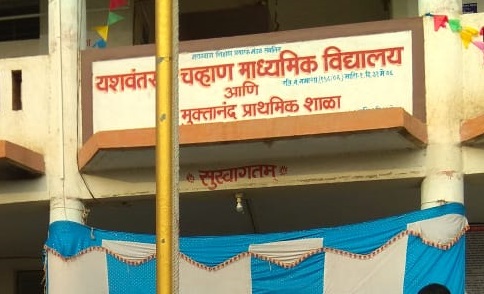 यशवंतर चव्हाण माध्यमिक विद्यालय
आणि
मुक्तानंद प्राथमिक शाळा
सुस्वागतम्